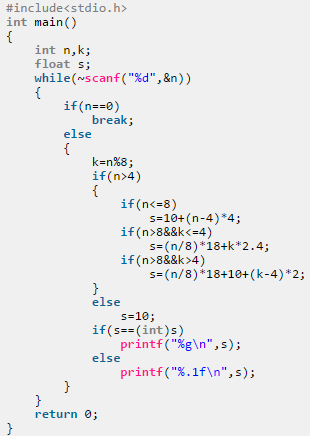 #include<stdio.h>
int main()
{
    int n,k;
    float s;
    while(~scanf("%d",&n))
    {
        if(n==0)
            break;
        else
        {
            k=n%8;
            if(n>4)
            {
                if(n<=8)
                    s=10+(n-4)*4;
                if(n>8&&k<=4)
                    s=(n/8)*18+k*2.4;
                if(n>8&&k>4)
                    s=(n/8)*18+10+(k-4)*2;
            }
            else
                s=10;
            if(s==(int)s)
                printf("%g\n",s);
            else
                printf("%.1f\n",s);
        }
    }
    return 0;
}